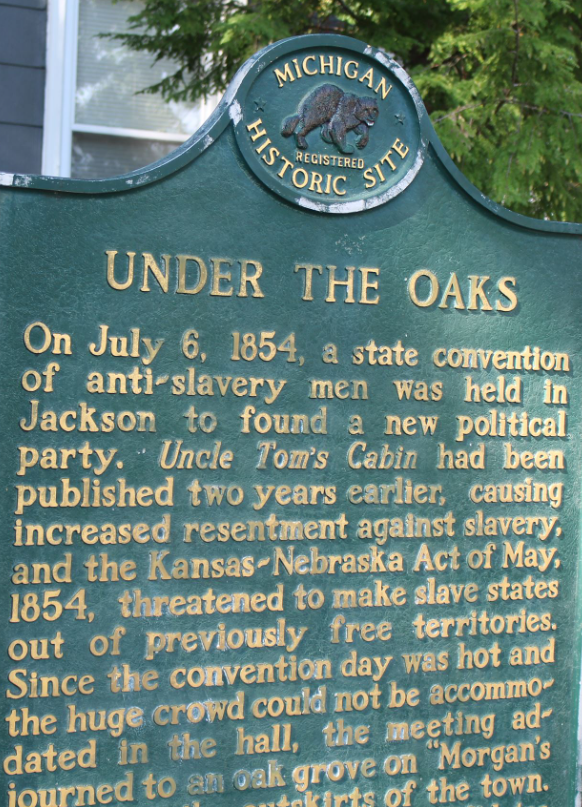 MICHIGAN
REGISTERED
HISTORIC SITE
UNDER THE OAKS
On July 6, 1854, a state convention
of anti-slavery men was held in
Jackson to found a new political
party. Uncle Tom's Cabin had been
published two years earlier, causing
increased resentment against slavery,
and the Kansas-Nebraska Act of May,
1854, threatened to make slave states
out of previously free territories.
Since the convention day was hot and
the huge crowd could not be accommo-
dated in the hall, the meeting ad-
journed to an oak grove on "Morgan's
outskirts of the town.